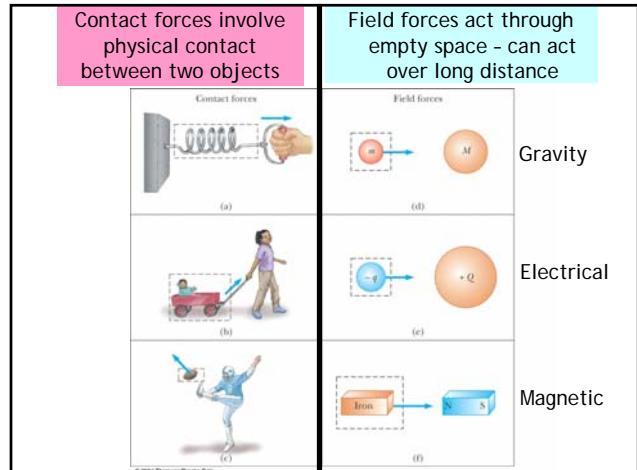 Contact forces involve
physical contact
between two objects
Field forces act through
empty space – can act
over long distance
Contact forces
(a)
(b)
(c)
Field forces
m
M
Gravity
(d)
–q
+Q
Electrical
(e)
Iron
N S
Magnetic
(f)